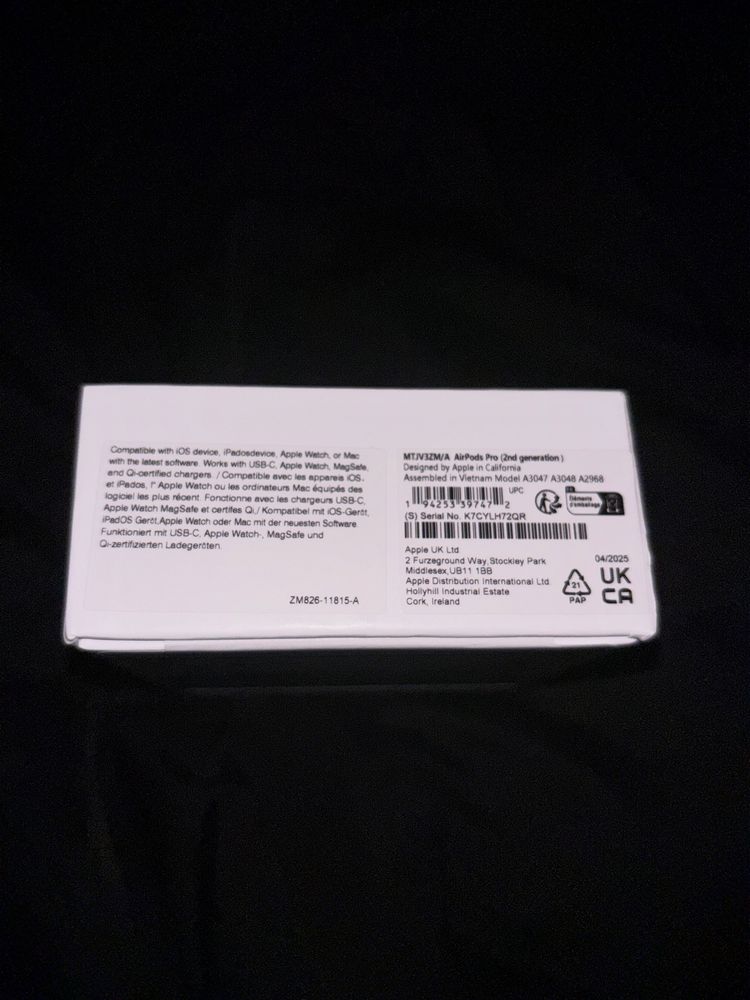 Compatible with iOS device, iPadosdevice, Apple Watch, or Mac
with the latest software. Works with USB-C, Apple Watch, MagSafe,
and Qi-certified chargers. / Compatible avec les appareis iOS.
et iPados, l' Apple Watch ou les ordinateurs Mac équipés des
logiciel les plus récent. Fonctionne avec les chargeurs USB-C,
Apple Watch MagSafe et certifes Qi./ Kompatibel mit iOS-Gerät,
iPadOS Gerät,Apple Watch oder Mac mit der neuesten Software.
Funktioniert mit USB-C, Apple Watch-, MagSafe und
Qi-zertifizierten Ladegeröten.
ZM826-11815-A
MTJV3ZM/A AirPods Pro (2nd generation )
Designed by Apple in California
Assembled in Vietnam Model A3047 A3048 A2968
UPC
1 94253 39747 2
Éléments
d'emballage
(S) Serial No. K7CYLH72QR
Apple UK Ltd
2 Furzeground Way,Stockley Park
Middlesex,UB11 1BB
Apple Distribution International Ltd
Hollyhill Industrial Estate
Cork, Ireland
04/2025
21
PAP
UK
CA